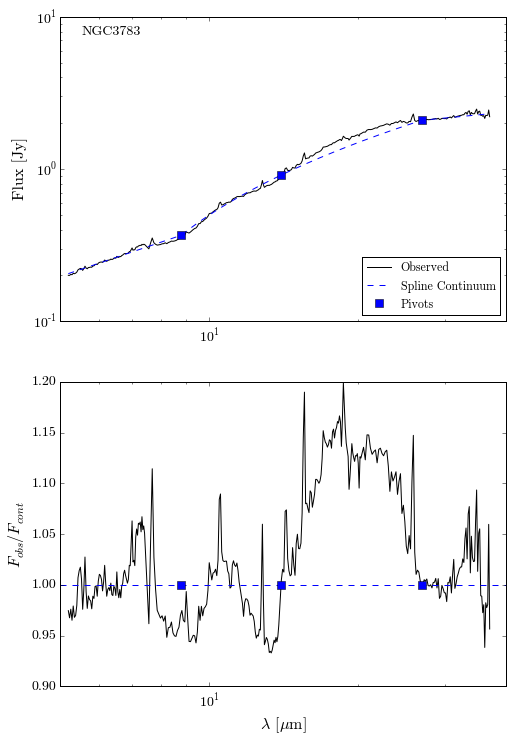 10^1
NGC3783
Flux [Jy]
10^0
Observed
Spline Continuum
Pivots
10^-1
10^1
1.20
1.15
1.10
F_obs/F_cont
1.05
1.00
0.95
0.90
10^1
λ [μm]